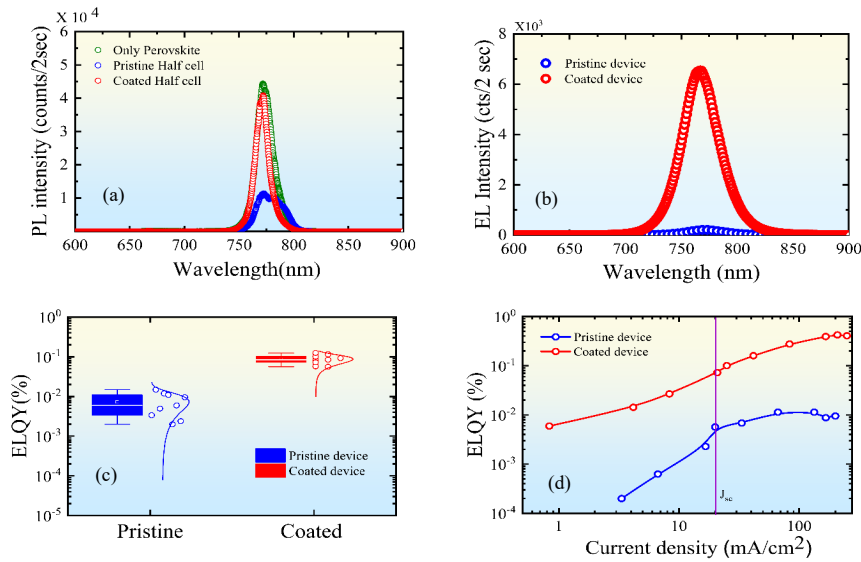 X 10 4
Only Perovskite
Pristine Half cell
Coated Half cell
PL intensity (counts/2sec)
6
5
4
3
2
1
(a)
600 650 700 750 800 850 900
Wavelength(nm)
X10³
Pristine device
Coated device
EL Intensity (cts/2 sec)
8
6
4
2
0
(b)
600 700 750 800 850 900
Wavelength (nm)
ELQY(%)
10⁰
10⁻¹
10⁻²
10⁻³
10⁻⁴
10⁻⁵
Pristine device
Coated device
(c)
Pristine Coated
ELQY (%)
10⁰
10⁻¹
10⁻²
10⁻³
10⁻⁴
Pristine device
Coated device
(d)
Jsc
1 10 100
Current density (mA/cm²)